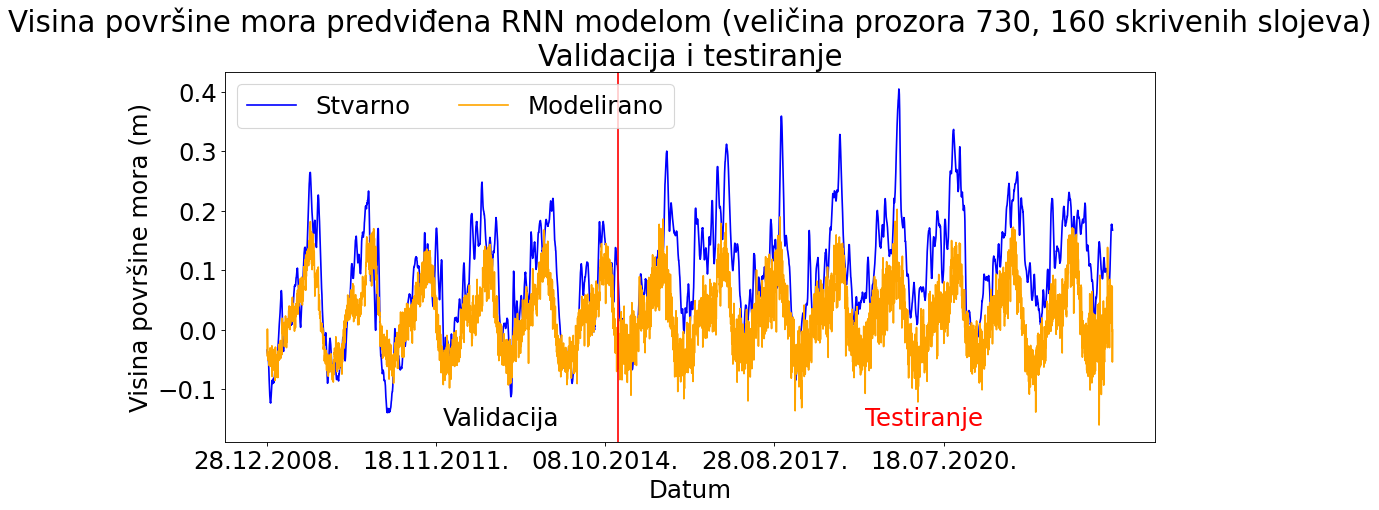 Visina površine mora predviđena RNN modelom (veličina prozora 730, 160 skrivenih slojeva)
Validacija i testiranje
Stvarno Modelirano
Visina površine mora (m)
0.4
0.3
0.2
0.1
0.0
−0.1
Validacija Testiranje
28.12.2008. 18.11.2011. 08.10.2014. 28.08.2017. 18.07.2020.
Datum